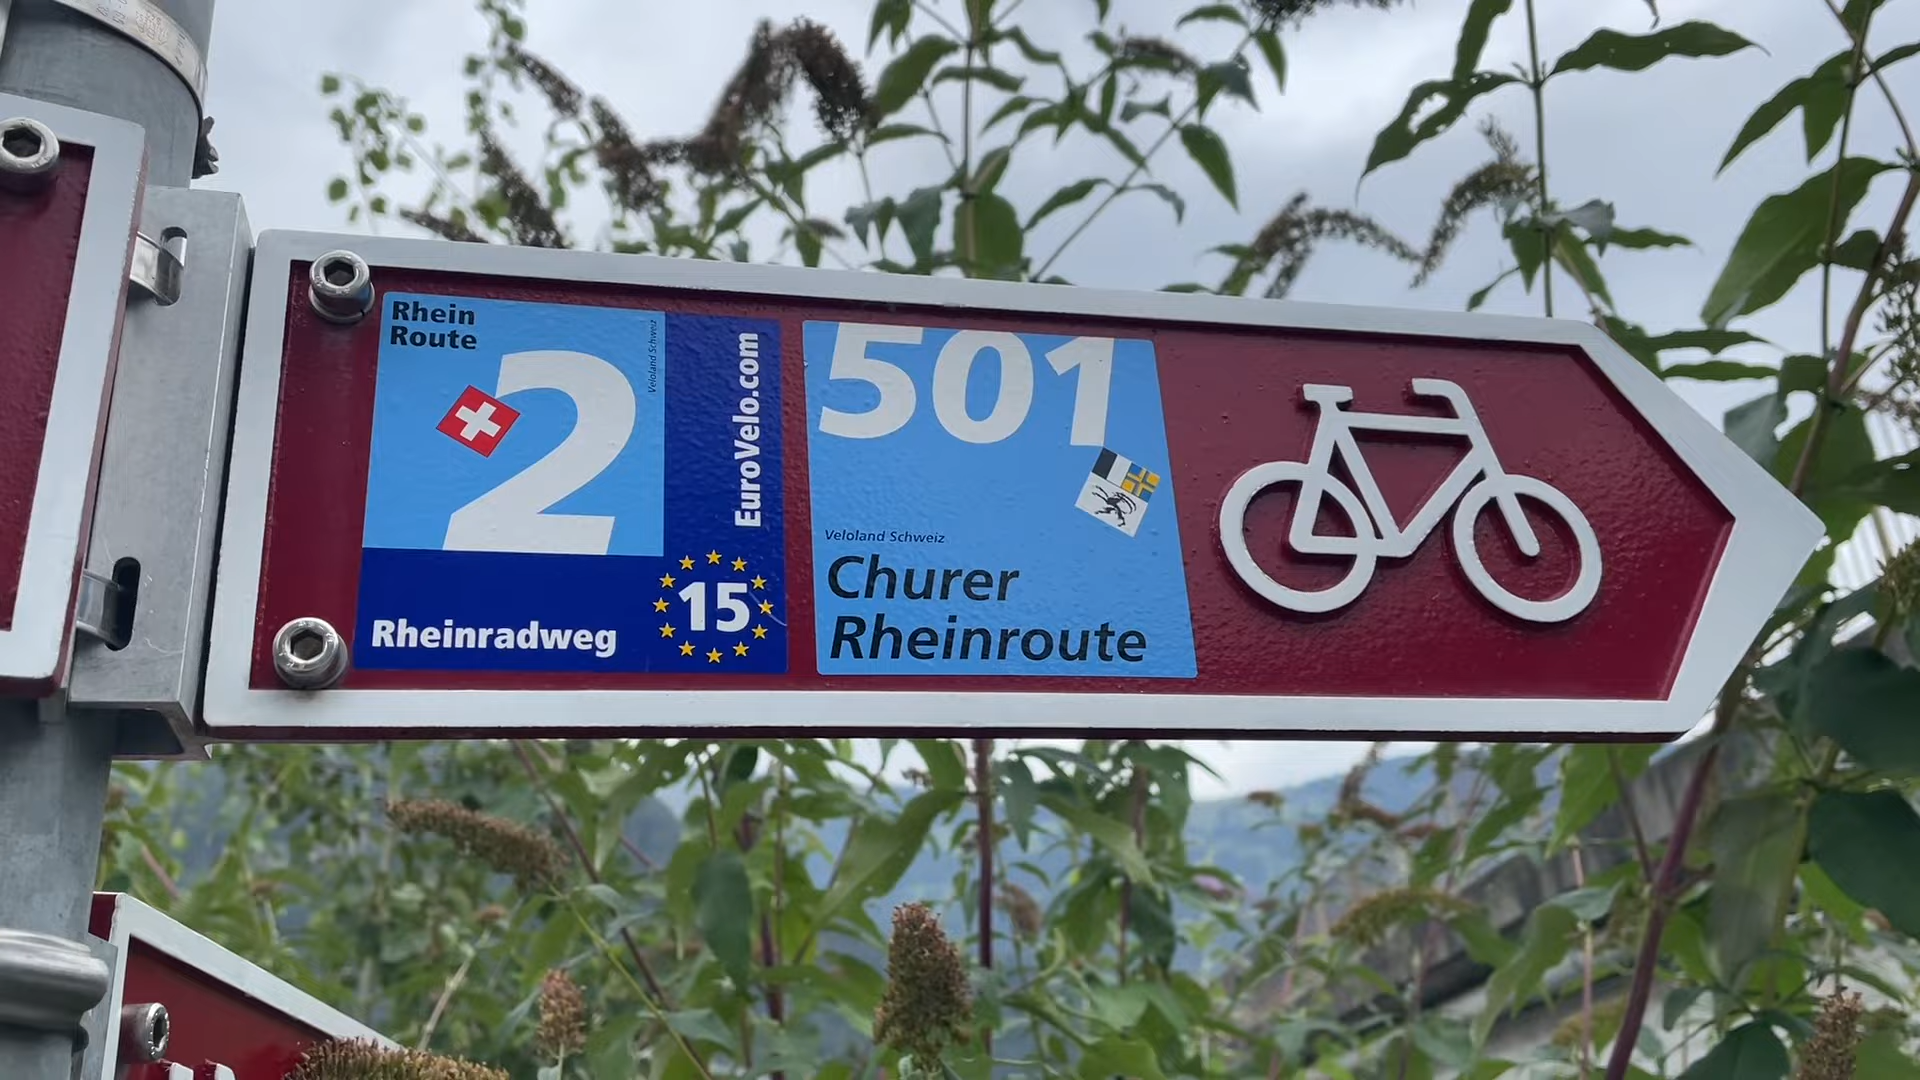 Rhein
Route
2
Veloland Schweiz
EuroVelo.com
Rheinradweg
15
501
Veloland Schweiz
Churer
Rheinroute